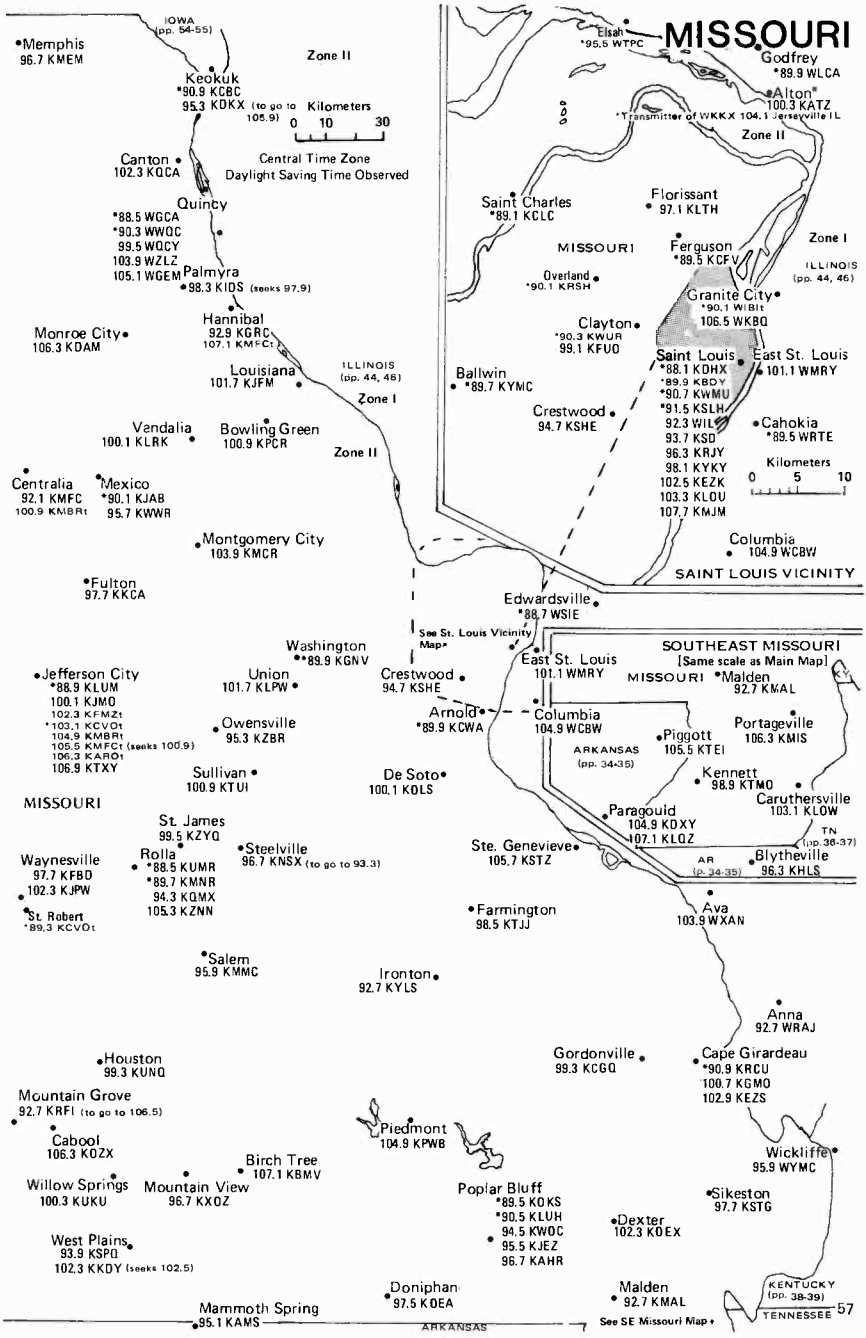 MISSOURI
IOWA
(pp. 54-55)
Zone II
Memphis
96.7 KMEM
Keokuk
*90.9 KCBC
95.3 KDKX (to go to
105.9)
Kilometers
0 10 30
Central Time Zone
Daylight Saving Time Observed
Canton
102.3 KQCA
Quincy
*88.5 WGCA
*90.3 WWQC
99.5 WQCY
103.9 WZLZ
105.1 WGEM
Palmyra
98.3 KIDS (seeks 97.9)
Hannibal
92.9 KGRC
107.1 KMFCt
Monroe City
106.3 KDAM
Louisiana
101.7 KJFM
ILLINOIS
(pp. 44, 46)
Zone I
Zone II
Vandalia
100.1 KLRK
Bowling Green
100.9 KPCR
Centralia
92.1 KMFC
100.9 KMBRt
Mexico
*90.1 KJAB
95.7 KWWR
Montgomery City
103.9 KMCR
Fulton
97.7 KKCA
Elsah
*95.5 WTPC
Godfrey
*89.9 WLCA
Alton*
100.3 KATZ
*Transmitter of WKKX 104.1 Jerseyville IL
Zone II
Saint Charles
*89.1 KCLC
Florissant
97.1 KLTH
MISSOURI
Ferguson
*89.5 KCFV
Zone I
ILLINOIS
(pp. 44, 46)
Overland
*90.1 KRSH
Granite City
*90.1 WIBIt
106.5 WKBQ
Clayton
*90.3 KWUR
99.1 KFUO
Ballwin
*89.7 KYMC
Crestwood
94.7 KSHE
Saint Louis
*88.1 KDHX
*89.9 KBDY
*90.7 KWMU
*91.5 KSLH
92.3 WIL
93.7 KSD
96.3 KRJY
98.1 KYKY
102.5 KEZK
103.3 KLOU
107.7 KMJM
East St. Louis
101.1 WMRY
Cahokia
*89.5 WRTE
Kilometers
0 5 10
Columbia
104.9 WCBW
SAINT LOUIS VICINITY
Edwardsville
*88.7 WSIE
See St. Louis Vicinity
Map
East St. Louis
101.1 WMRY
Washington
*89.9 KGNV
Jefferson City
*88.9 KLUM
100.1 KJMO
102.3 KFMZt
*103.1 KCVOt
104.9 KMBRt
105.5 KMFCt (seeks 100.9)
106.3 KAROt
106.9 KTXY
Union
101.7 KLPW
Crestwood
94.7 KSHE
Owensville
95.3 KZBR
Arnold
*89.9 KCWA
Columbia
104.9 WCBW
Sullivan
100.9 KTUI
De Soto
100.1 KDLS
MISSOURI
St. James
99.5 KZYQ
Steelville
96.7 KNSX (to go to 93.3)
Waynesville
97.7 KFBD
102.3 KJPW
Rolla
*88.5 KUMR
*89.7 KMNR
94.3 KQMX
105.3 KZNN
St. Robert
*89.3 KCVOt
Ste. Genevieve
105.7 KSTZ
SOUTHEAST MISSOURI
[Same scale as Main Map]
MISSOURI
Malden
92.7 KMAL
KY
Portageville
106.3 KMIS
Piggott
105.5 KTEI
ARKANSAS
(pp. 34-35)
Kennett
98.9 KTMO
Caruthersville
103.1 KLOW
Paragould
104.9 KDXY
107.1 KLQZ
TN
(pp. 36-37)
AR
(p. 34-35)
Blytheville
96.3 KHLS
Farmington
98.5 KTJJ
Ava
103.9 WXAN
Salem
95.9 KMMC
Ironton
92.7 KYLS
Anna
92.7 WRAJ
Houston
99.3 KUNQ
Gordonville
99.3 KCGQ
Cape Girardeau
*90.9 KRCU
100.7 KGMO
102.9 KEZS
Mountain Grove
92.7 KRFI (to go to 106.5)
Cabool
106.3 KOZX
Piedmont
104.9 KPWB
Wickliffe
95.9 WYMC
Willow Springs
100.3 KUKU
Mountain View
96.7 KXOZ
Birch Tree
107.1 KBMV
Poplar Bluff
*89.5 KOKS
*90.5 KLUH
94.5 KWOC
95.5 KJEZ
96.7 KAHR
Sikeston
97.7 KSTG
Dexter
102.3 KDEX
West Plains
93.9 KSPQ
102.3 KKDY (seeks 102.5)
Doniphan
97.5 KOEA
Malden
92.7 KMAL
KENTUCKY
(pp. 38-39)
TENNESSEE
57
Mammoth Spring
95.1 KAMS
ARKANSAS
See SE Missouri Map